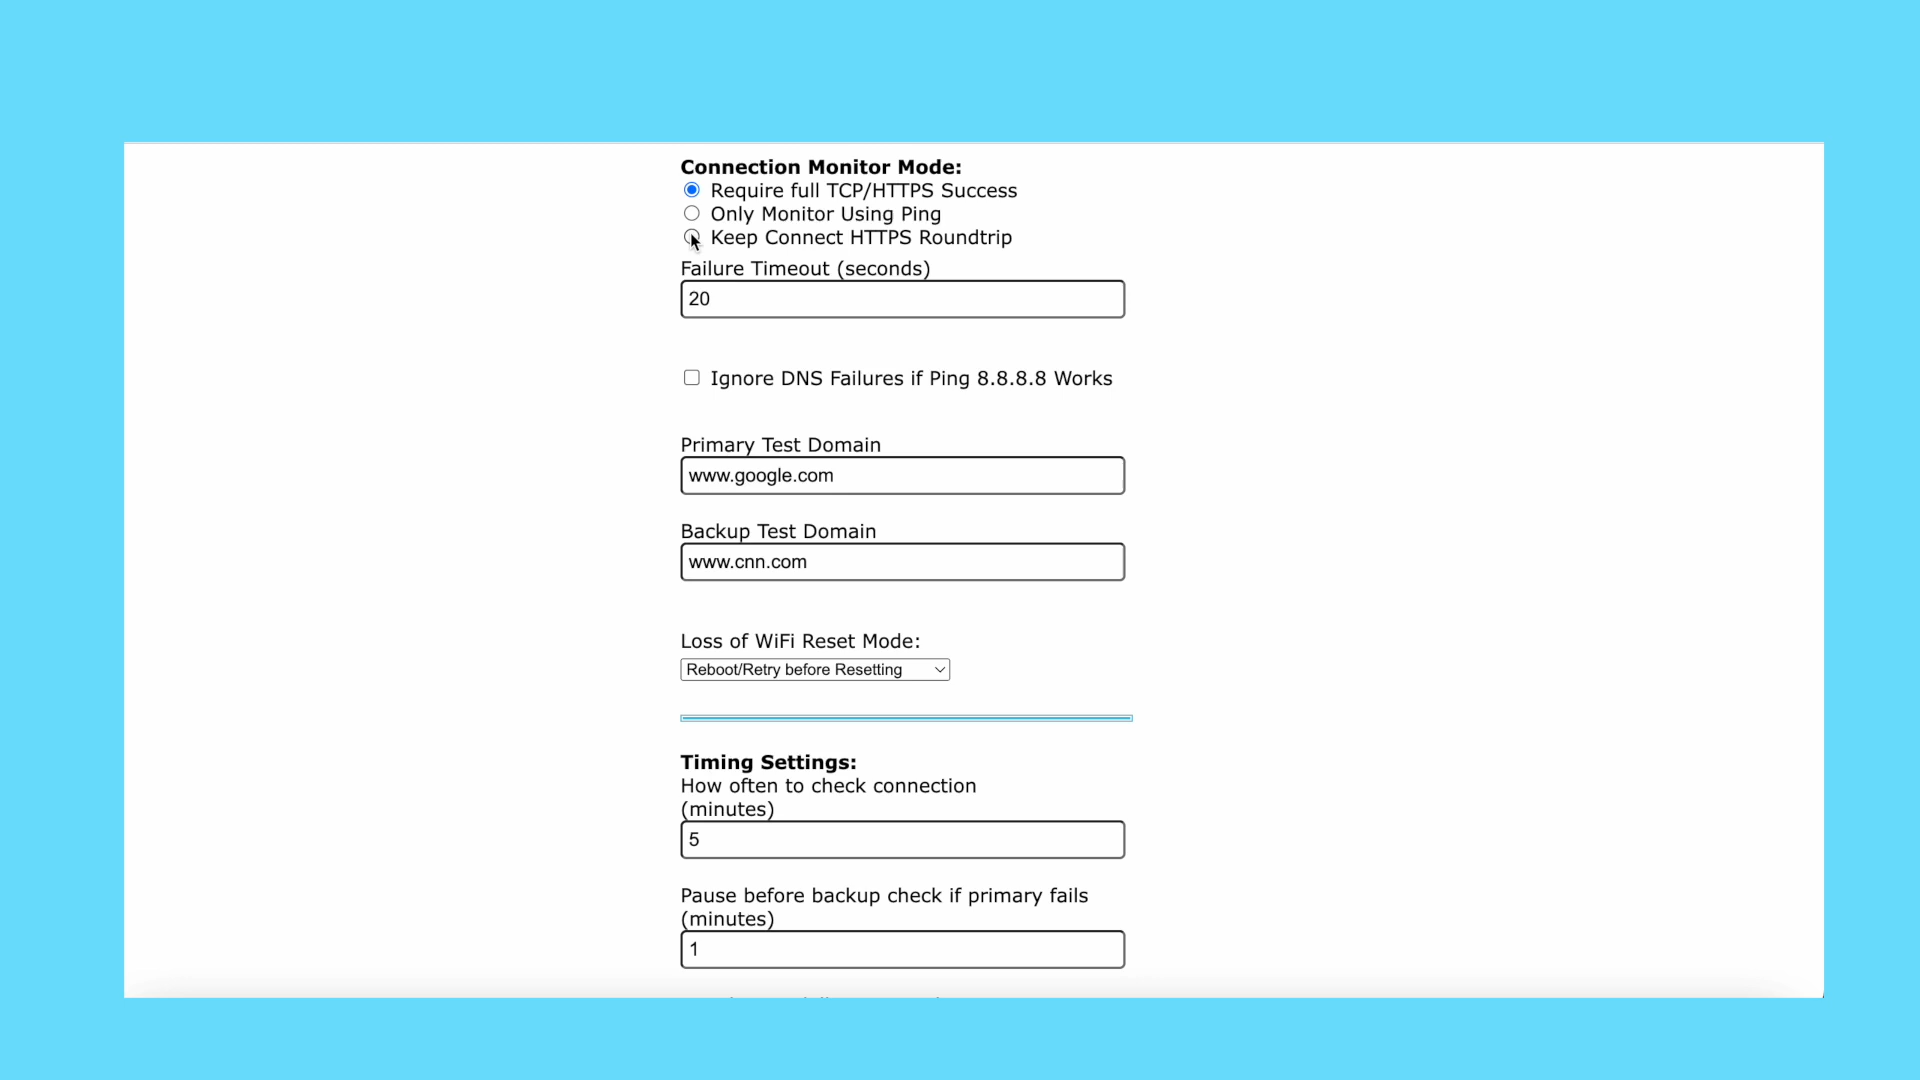 Connection Monitor Mode:
Require full TCP/HTTPS Success
Only Monitor Using Ping
Keep Connect HTTPS Roundtrip
Failure Timeout (seconds)
20
Ignore DNS Failures if Ping 8.8.8.8 Works
Primary Test Domain
www.google.com
Backup Test Domain
www.cnn.com
Loss of WiFi Reset Mode:
Reboot/Retry before Resetting
Timing Settings:
How often to check connection
(minutes)
5
Pause before backup check if primary fails
(minutes)
1